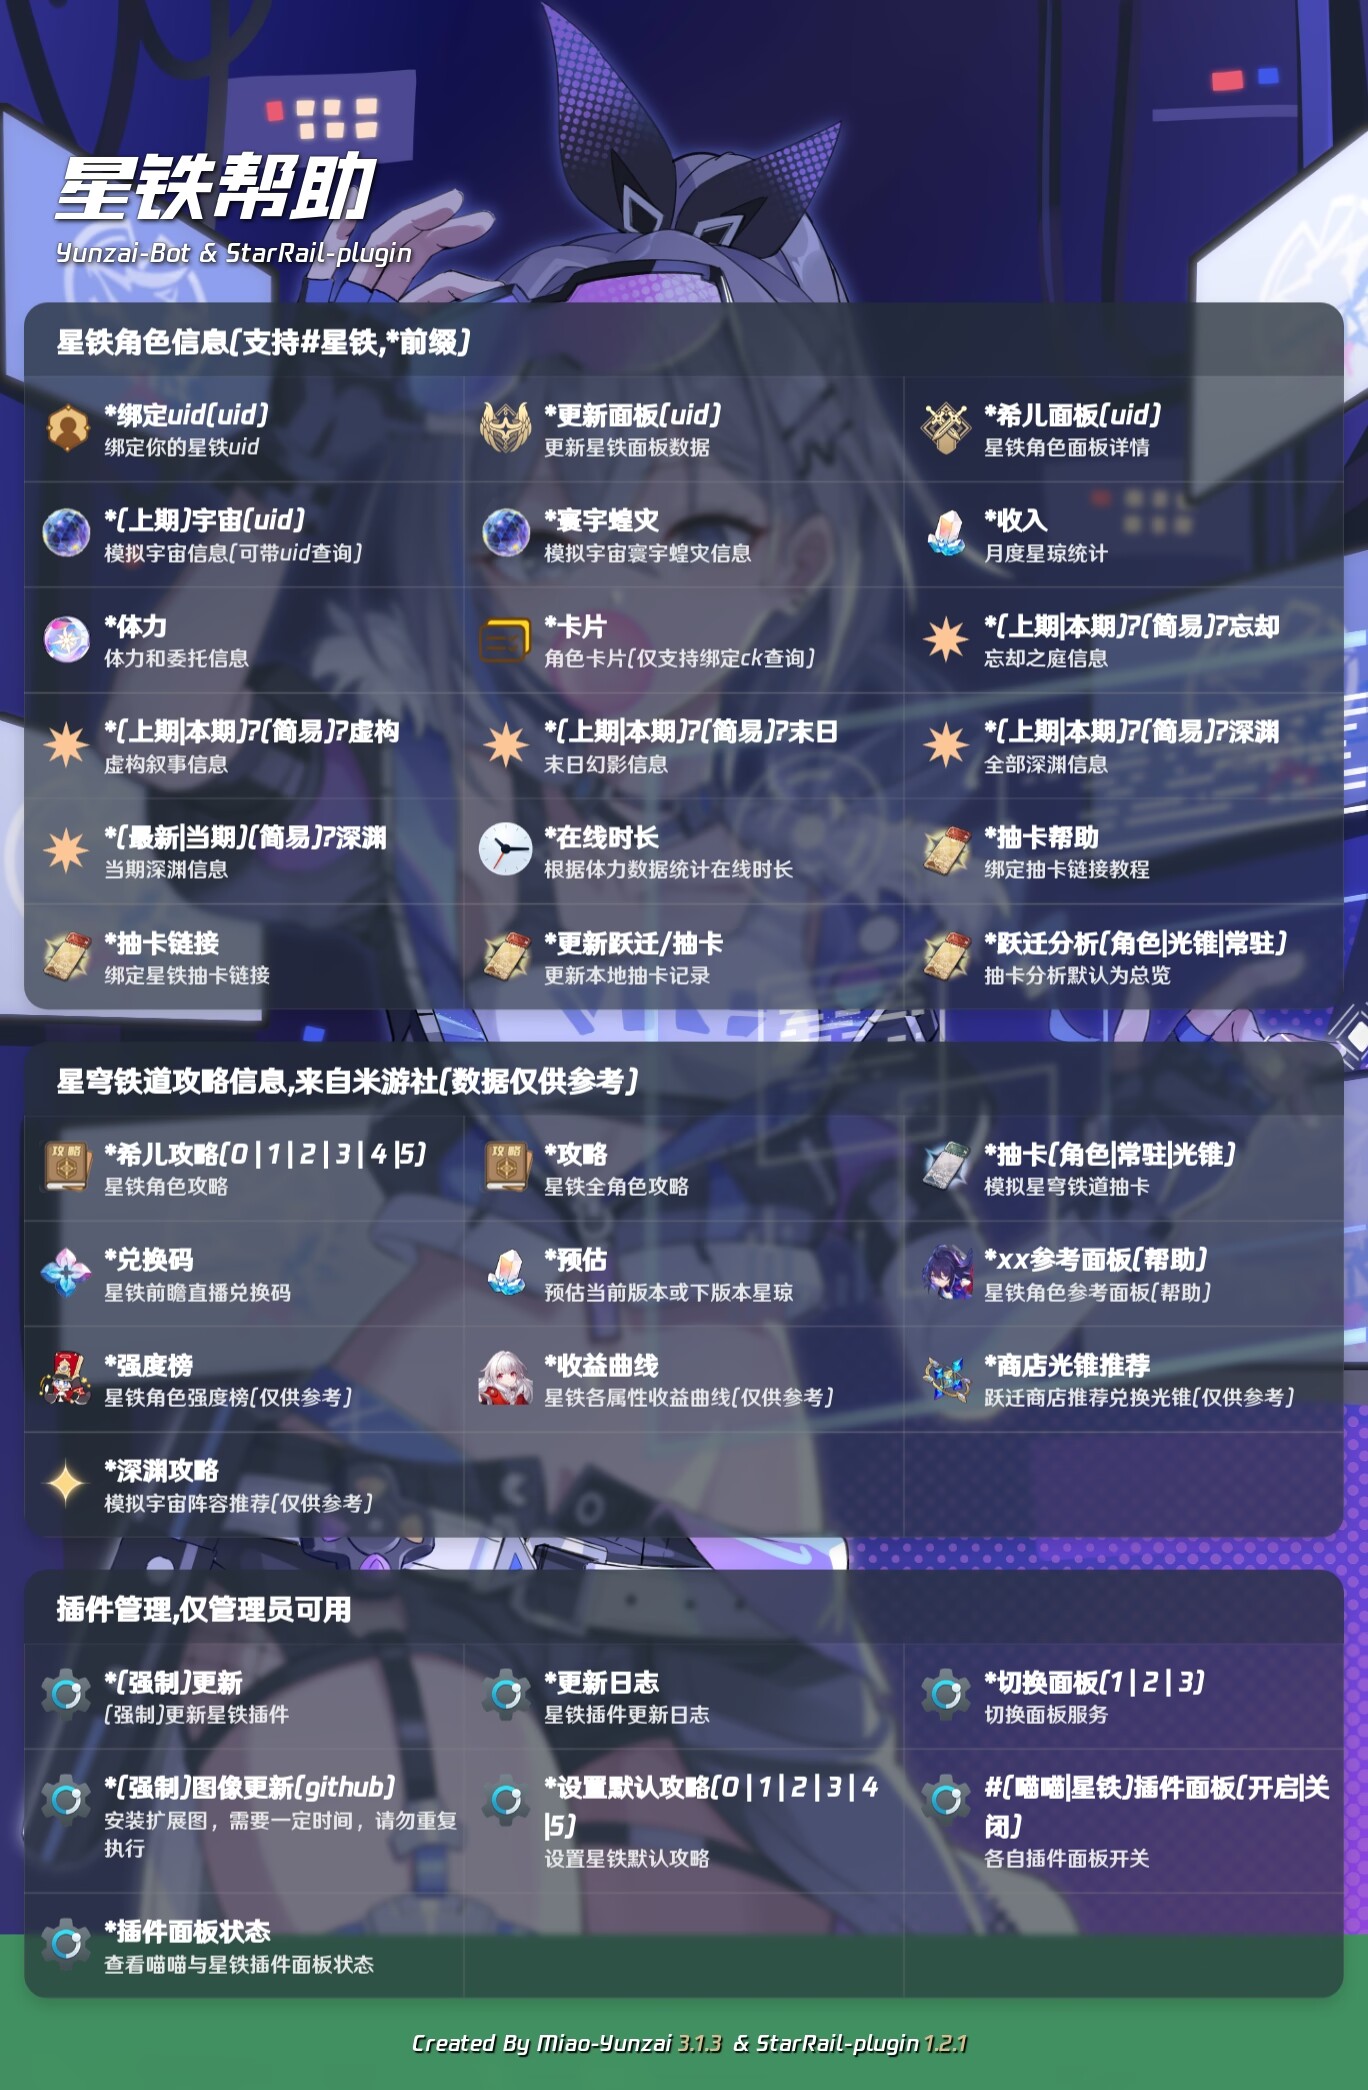 星铁帮助
Yunzai-Bot & StarRail-plugin
星铁角色信息(支持#星铁,*前缀)
*绑定uid(uid)
绑定你的星铁uid
*更新面板(uid)
更新星铁面板数据
*希儿面板(uid)
星铁角色面板详情
*(上期)宇宙(uid)
模拟宇宙信息(可带uid查询)
*寰宇蝗灾
模拟宇宙寰宇蝗灾信息
*收入
月度星琼统计
*体力
体力和委托信息
*卡片
角色卡片(仅支持绑定ck查询)
*(上期|本期)?(简易)?忘却
忘却之庭信息
*(上期|本期)?(简易)?虚构
虚构叙事信息
*(上期|本期)?(简易)?末日
末日幻影信息
*(上期|本期)?(简易)?深渊
全部深渊信息
*(最新|当期)(简易)?深渊
当期深渊信息
*在线时长
根据体力数据统计在线时长
*抽卡帮助
绑定抽卡链接教程
*抽卡链接
绑定星铁抽卡链接
*更新跃迁/抽卡
更新本地抽卡记录
*跃迁分析(角色|光锥|常驻)
抽卡分析默认为总览
星穹铁道攻略信息,来自米游社(数据仅供参考)
*希儿攻略(0 | 1 | 2 | 3 | 4 |5)
星铁角色攻略
*攻略
星铁全角色攻略
*抽卡(角色|常驻|光锥)
模拟星穹铁道抽卡
*兑换码
星铁前瞻直播兑换码
*预估
预估当前版本或下版本星琼
*xx参考面板(帮助)
星铁角色参考面板(帮助)
*强度榜
星铁角色强度榜(仅供参考)
*收益曲线
星铁各属性收益曲线(仅供参考)
*商店光锥推荐
跃迁商店推荐兑换光锥(仅供参考)
*深渊攻略
模拟宇宙阵容推荐(仅供参考)
插件管理,仅管理员可用
*(强制)更新
(强制)更新星铁插件
*更新日志
星铁插件更新日志
*切换面板(1 | 2 | 3)
切换面板服务
*(强制)图像更新(github)
安装扩展图，需要一定时间，请勿重复
执行
*设置默认攻略(0 | 1 | 2 | 3 | 4
|5)
设置星铁默认攻略
#(喵喵|星铁)插件面板(开启|关
闭)
各自插件面板开关
*插件面板状态
查看喵喵与星铁插件面板状态
Created By Miao-Yunzai 3.1.3 & StarRail-plugin 1.2.1